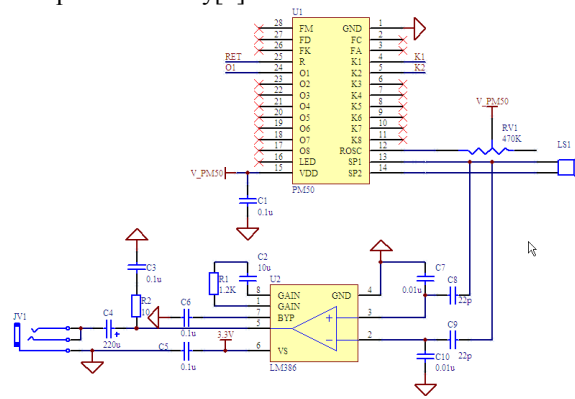 U1
28 FM GND 1
27 FD FC 2
26 FK FA 3
RET 25 R K1 4 K1
O1 24 O1 K2 5 K2
23 O2 K3 6
22 O3 K4 7
21 O4 K5 8
20 O5 K6 9
19 O6 K7 10
18 O7 K8 11
17 O8 ROSC 12
16 LED SP1 13
V_PM50 15 VDD SP2 14
PM50
V_PM50
RV1
470K
LS1
C1
0.1u
C3
0.1u
R2
10
C6
0.1u
R1
1.2K
C2
10u
U2
8 GAIN GND 4
1 GAIN
7 BYP + 3
5 - 2
6 VS
LM386
C7
0.01u
C8
22p
C9
22p
C10
0.01u
JV1
C4
+
220u
C5
0.1u
3.3V